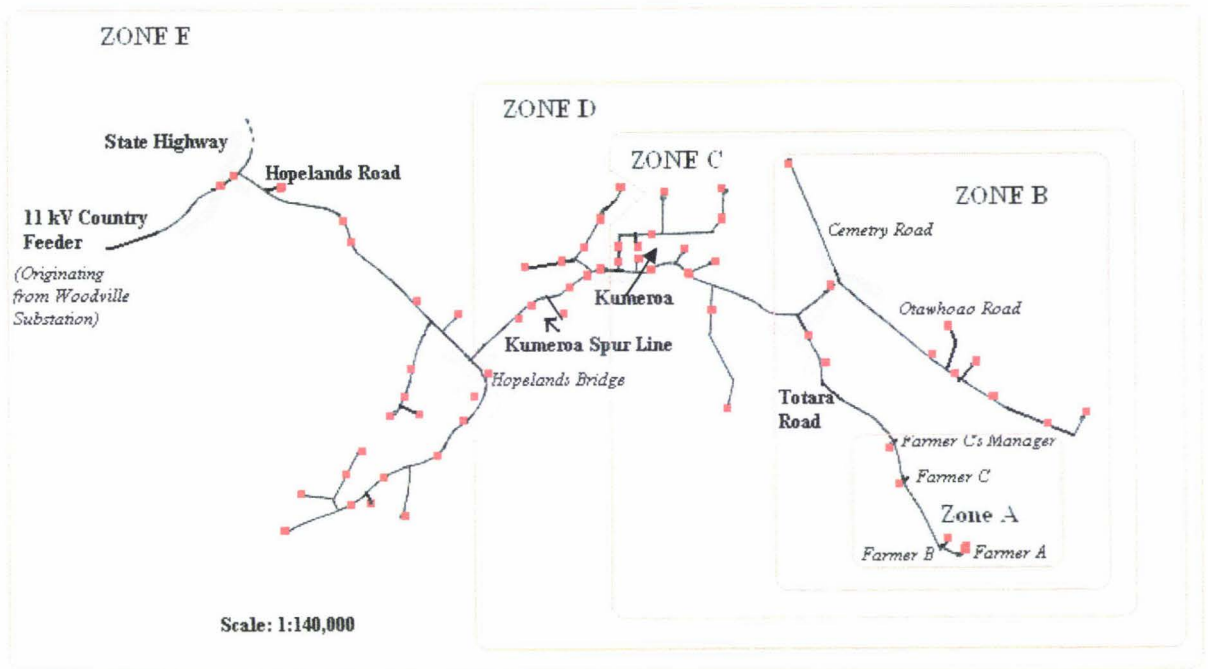 ZONE E
ZONE D
State Highway
ZONE C
Hopelands Road
ZONE B
11 kV Country
Feeder
Cemetry Road
(Originating
from Woodville
Substation)
Kumeroa
Otawhoao Road
Kumeroa Spur Line
Hopelands Bridge
Totara
Road
Farmer C's Manager
Farmer C
Zone A
Farmer B
Farmer A
Scale: 1:140,000